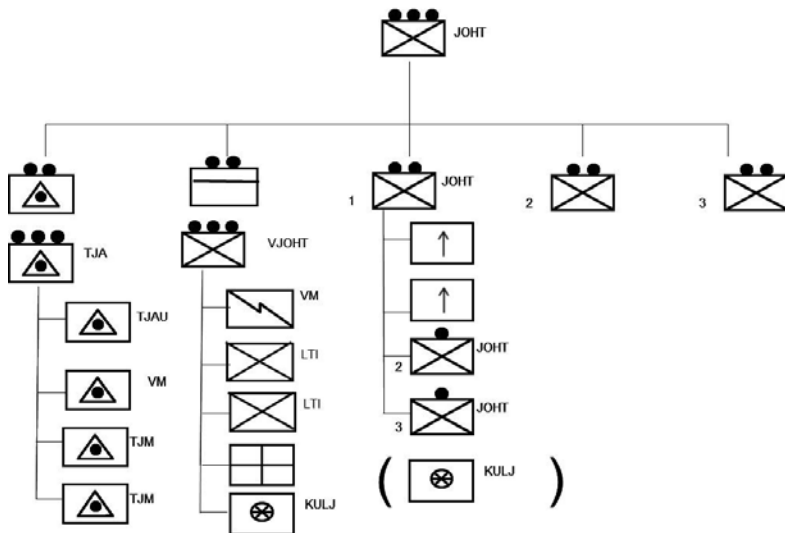 JOHT
1
JOHT
2
3
TJA
VJOHT
TJAU
VM
LTI
2
JOHT
VM
LTI
3
JOHT
TJM
( KULJ )
TJM
KULJ